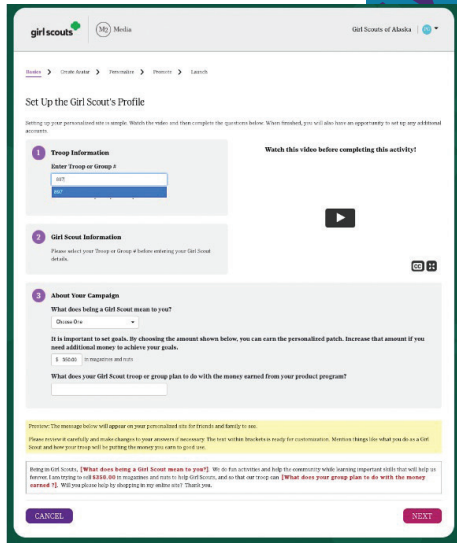 girl scouts
M2 Media
Girl Scouts of Alaska
Basics > Create Avatar > Personalize > Promote > Launch
Set Up the Girl Scout's Profile
Setting up your personalized site is simple. Watch the video and then complete the questions below. When finished, you will also have an opportunity to set up any additional
accounts.
1 Troop Information
Watch this video before completing this activity!
Enter Troop or Group #
997
997
2 Girl Scout Information
Please select your Troop or Group # before entering your Girl Scout
details.
CC
3 About Your Campaign
What does being a Girl Scout mean to you?
Choose One
It is important to set goals. By choosing the amount shown below, you can earn the personalized patch. Increase that amount if you
need additional money to achieve your goals.
$ 350.00 in magazines and nuts
What does your Girl Scout troop or group plan to do with the money earned from your product program?
Preview: The message below will appear on your personalized site for friends and family to see.
Please review it carefully and make changes to your answers if necessary. The text within brackets is ready for customization. Mention things like what you do as a Girl
Scout and how your troop will be putting the money you earn to good use.
Being in Girl Scouts, [What does being a Girl Scout mean to you?]. We do fun activities and help the community while learning important skills that will help us
forever. I am trying to sell $350.00 in magazines and nuts to help Girl Scouts, and so that our troop can [What does your group plan to do with the money
earned ?]. Will you please help by shopping in my online site? Thank you.
CANCEL
NEXT